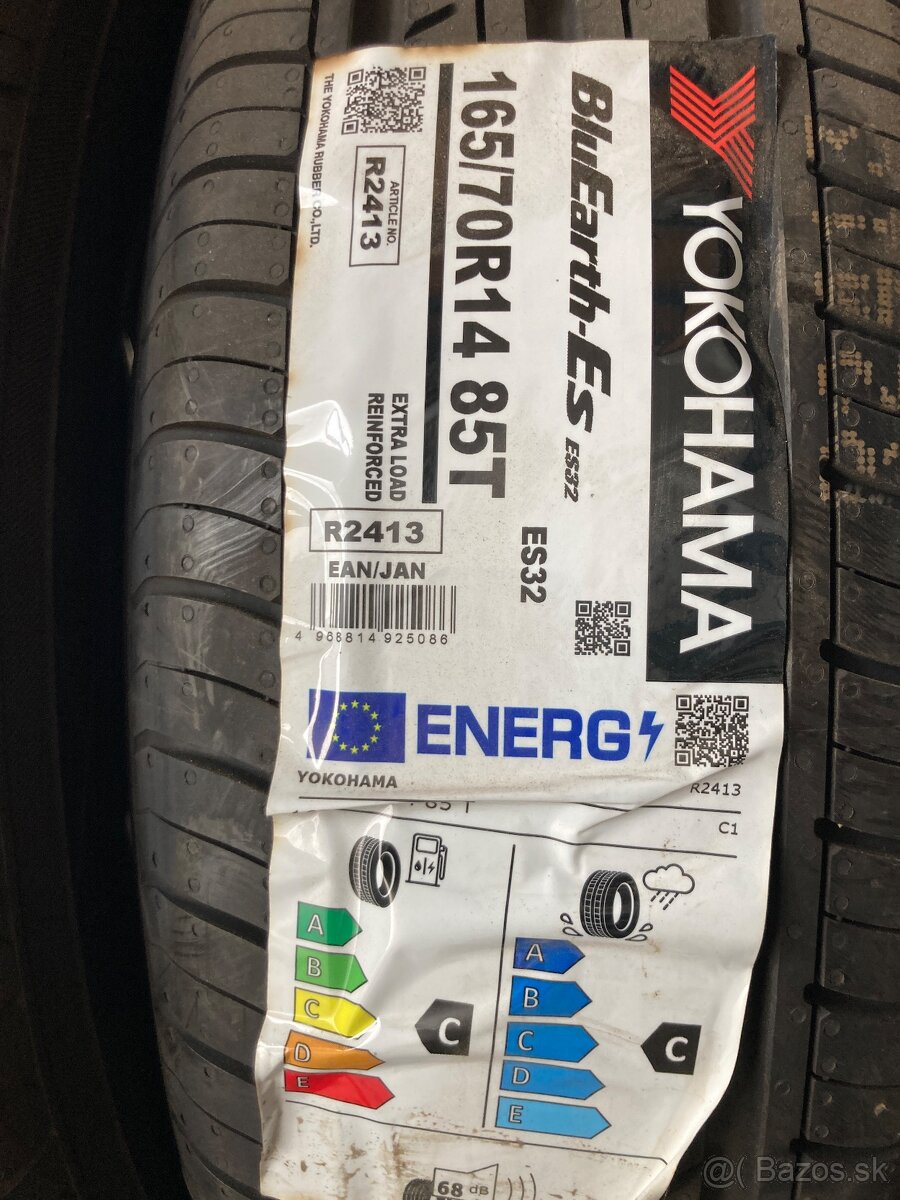 YOKOHAMA
BluEarth-Es ES32
ES32
165/70R14 85T
EXTRA LOAD
REINFORCED
ARTICLE NO.
R2413
THE YOKOHAMA RUBBER CO.,LTD.
R2413
EAN/JAN
4 968814 925086
ENERG
YOKOHAMA
R2413
C1
A
B
C
D
E
C
A
B
C
D
E
C
68 dB
@( Bazos.sk